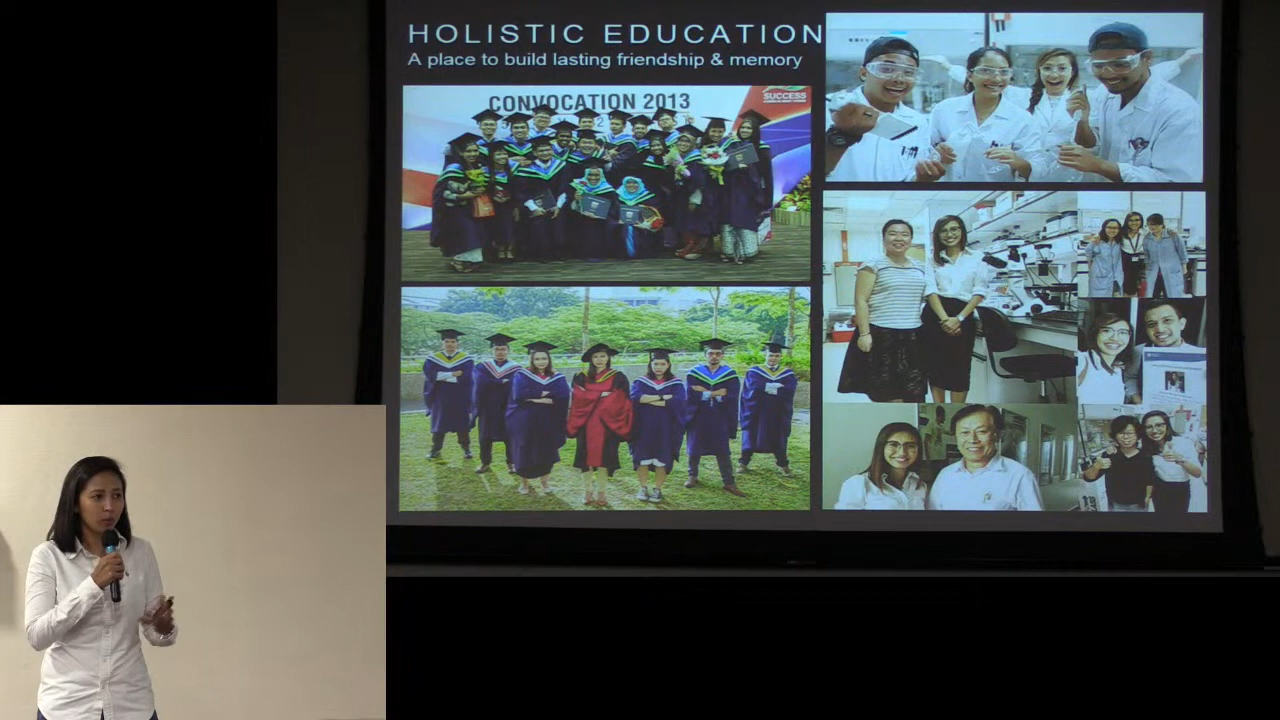 HOLISTIC EDUCATION
A place to build lasting friendship & memory
CONVOCATION 2013
SUCCESS